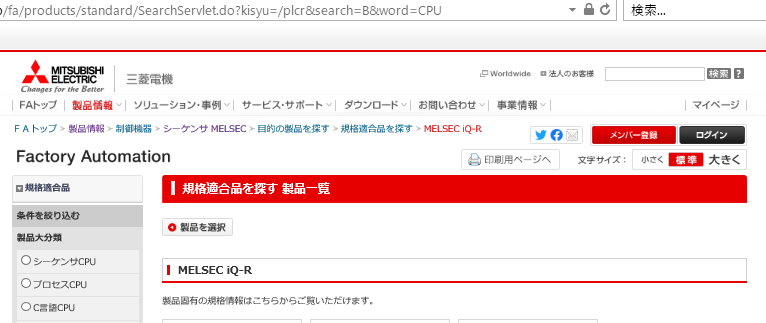 /fa/products/standard/SearchServlet.do?kisyu=/plcr&search=B&word=CPU 検索...
MITSUBISHI ELECTRIC
Changes for the Better
三菱電機
Worldwide 法人のお客様 検索 ?
FAトップ 製品情報 ソリューション・事例 サービス・サポート ダウンロード お問い合わせ 事業情報 マイページ
FAトップ > 製品情報 > 制御機器 > シーケンサ MELSEC > 目的の製品を探す > 規格適合品を探す > MELSEC iQ-R
メンバー登録 ログイン
Factory Automation
印刷用ページへ 文字サイズ： 小さく 標準 大きく
規格適合品
規格適合品を探す 製品一覧
条件を絞り込む
製品を選択
製品大分類
シーケンサCPU
プロセスCPU
C言語CPU
MELSEC iQ-R
製品固有の規格情報はこちらからご覧いただけます。